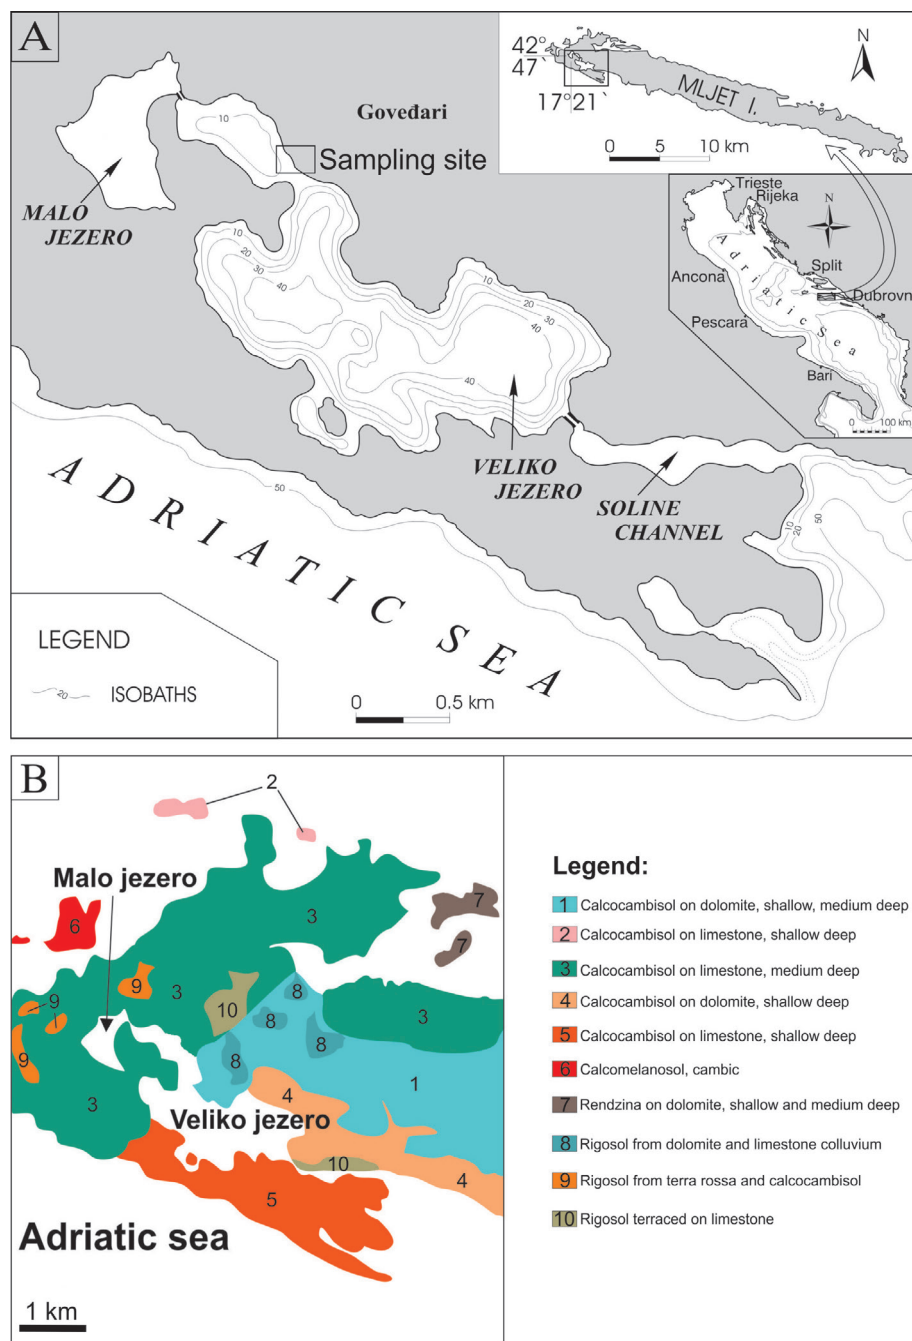 A
42°
47`
17°21`
MLJET I.
N
0 5 10 km
Goveđari
10
Sampling site
MALO
JEZERO
Trieste
Rijeka
Split
Ancona
Adriatic Sea
Dubrovn
Pescara
Bari
0 100 km
10
20
30
40
10
20
30
40
40
VELIKO
JEZERO
SOLINE
CHANNEL
50
10
20
50
ADRIATIC SEA
LEGEND
20 ISOBATHS
0 0.5 km
B
2
Malo jezero
6
3
7
7
9
9
3
10
8
8
8
8
3
9
1
3
4
Veliko jezero
10
4
5
Adriatic sea
1 km
Legend:
1 Calcocambisol on dolomite, shallow, medium deep
2 Calcocambisol on limestone, shallow deep
3 Calcocambisol on limestone, medium deep
4 Calcocambisol on dolomite, shallow deep
5 Calcocambisol on limestone, shallow deep
6 Calcomelanosol, cambic
7 Rendzina on dolomite, shallow and medium deep
8 Rigosol from dolomite and limestone colluvium
9 Rigosol from terra rossa and calcocambisol
10 Rigosol terraced on limestone